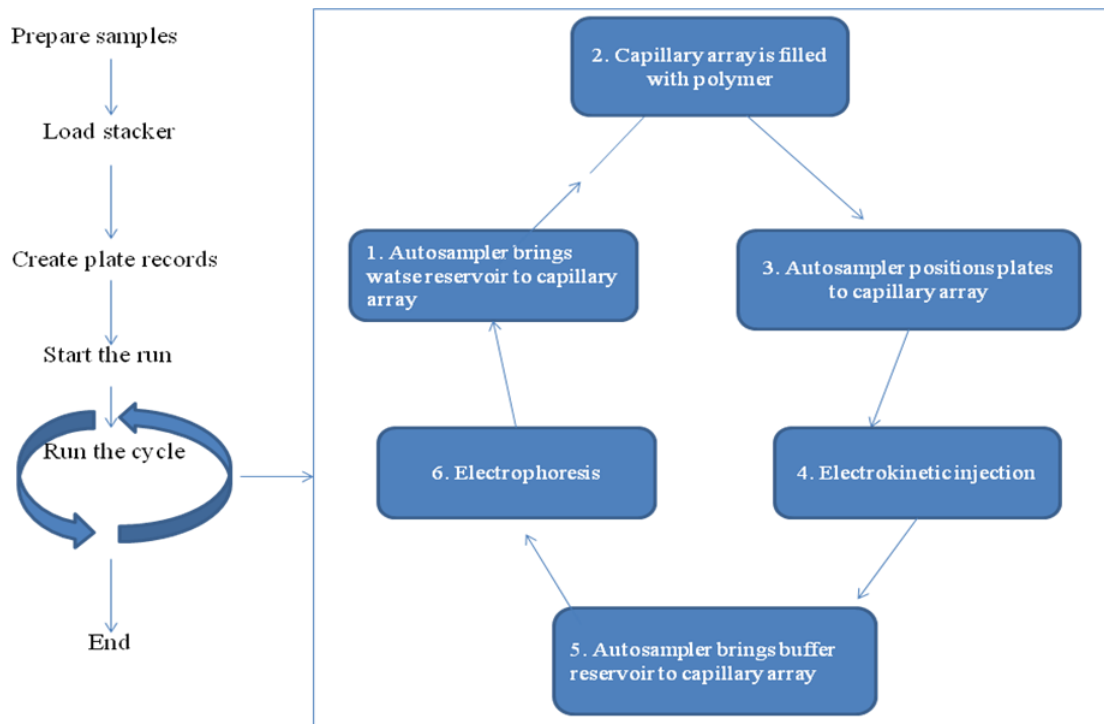 Prepare samples
Load stacker
Create plate records
Start the run
Run the cycle
End
1. Autosampler brings
watse reservoir to capillary
array
2. Capillary array is filled
with polymer
3. Autosampler positions plates
to capillary array
4. Electrokinetic injection
5. Autosampler brings buffer
reservoir to capillary array
6. Electrophoresis